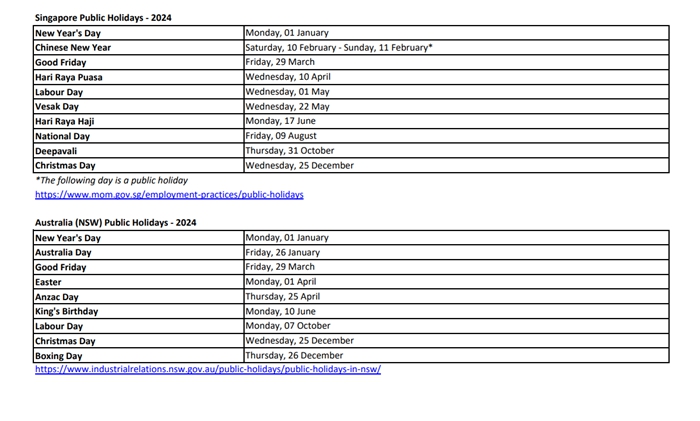 Singapore Public Holidays - 2024
New Year's Day Monday, 01 January
Chinese New Year Saturday, 10 February - Sunday, 11 February*
Good Friday Friday, 29 March
Hari Raya Puasa Wednesday, 10 April
Labour Day Wednesday, 01 May
Vesak Day Wednesday, 22 May
Hari Raya Haji Monday, 17 June
National Day Friday, 09 August
Deepavali Thursday, 31 October
Christmas Day Wednesday, 25 December
*The following day is a public holiday
https://www.mom.gov.sg/employment-practices/public-holidays
Australia (NSW) Public Holidays - 2024
New Year's Day Monday, 01 January
Australia Day Friday, 26 January
Good Friday Friday, 29 March
Easter Monday, 01 April
Anzac Day Thursday, 25 April
King's Birthday Monday, 10 June
Labour Day Monday, 07 October
Christmas Day Wednesday, 25 December
Boxing Day Thursday, 26 December
https://www.industrialrelations.nsw.gov.au/public-holidays/public-holidays-in-nsw/